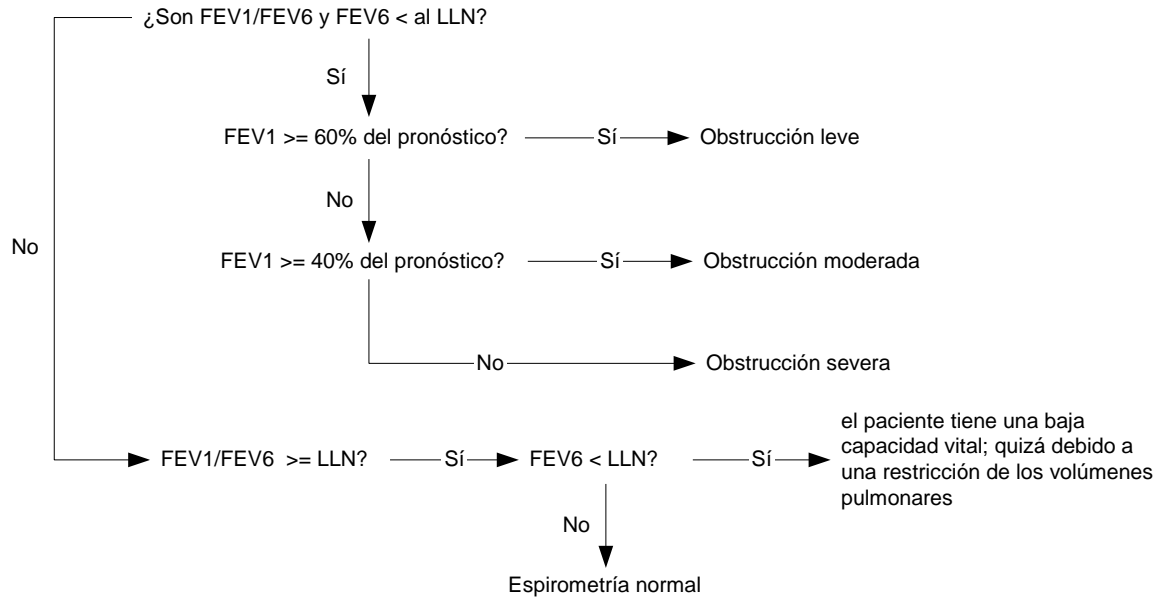 ¿Son FEV1/FEV6 y FEV6 < al LLN?
Sí
FEV1 >= 60% del pronóstico?
Sí
Obstrucción leve
No
No
FEV1 >= 40% del pronóstico?
Sí
Obstrucción moderada
No
Obstrucción severa
FEV1/FEV6 >= LLN?
Sí
FEV6 < LLN?
Sí
el paciente tiene una baja
capacidad vital; quizá debido a
una restricción de los volúmenes
pulmonares
No
Espirometría normal